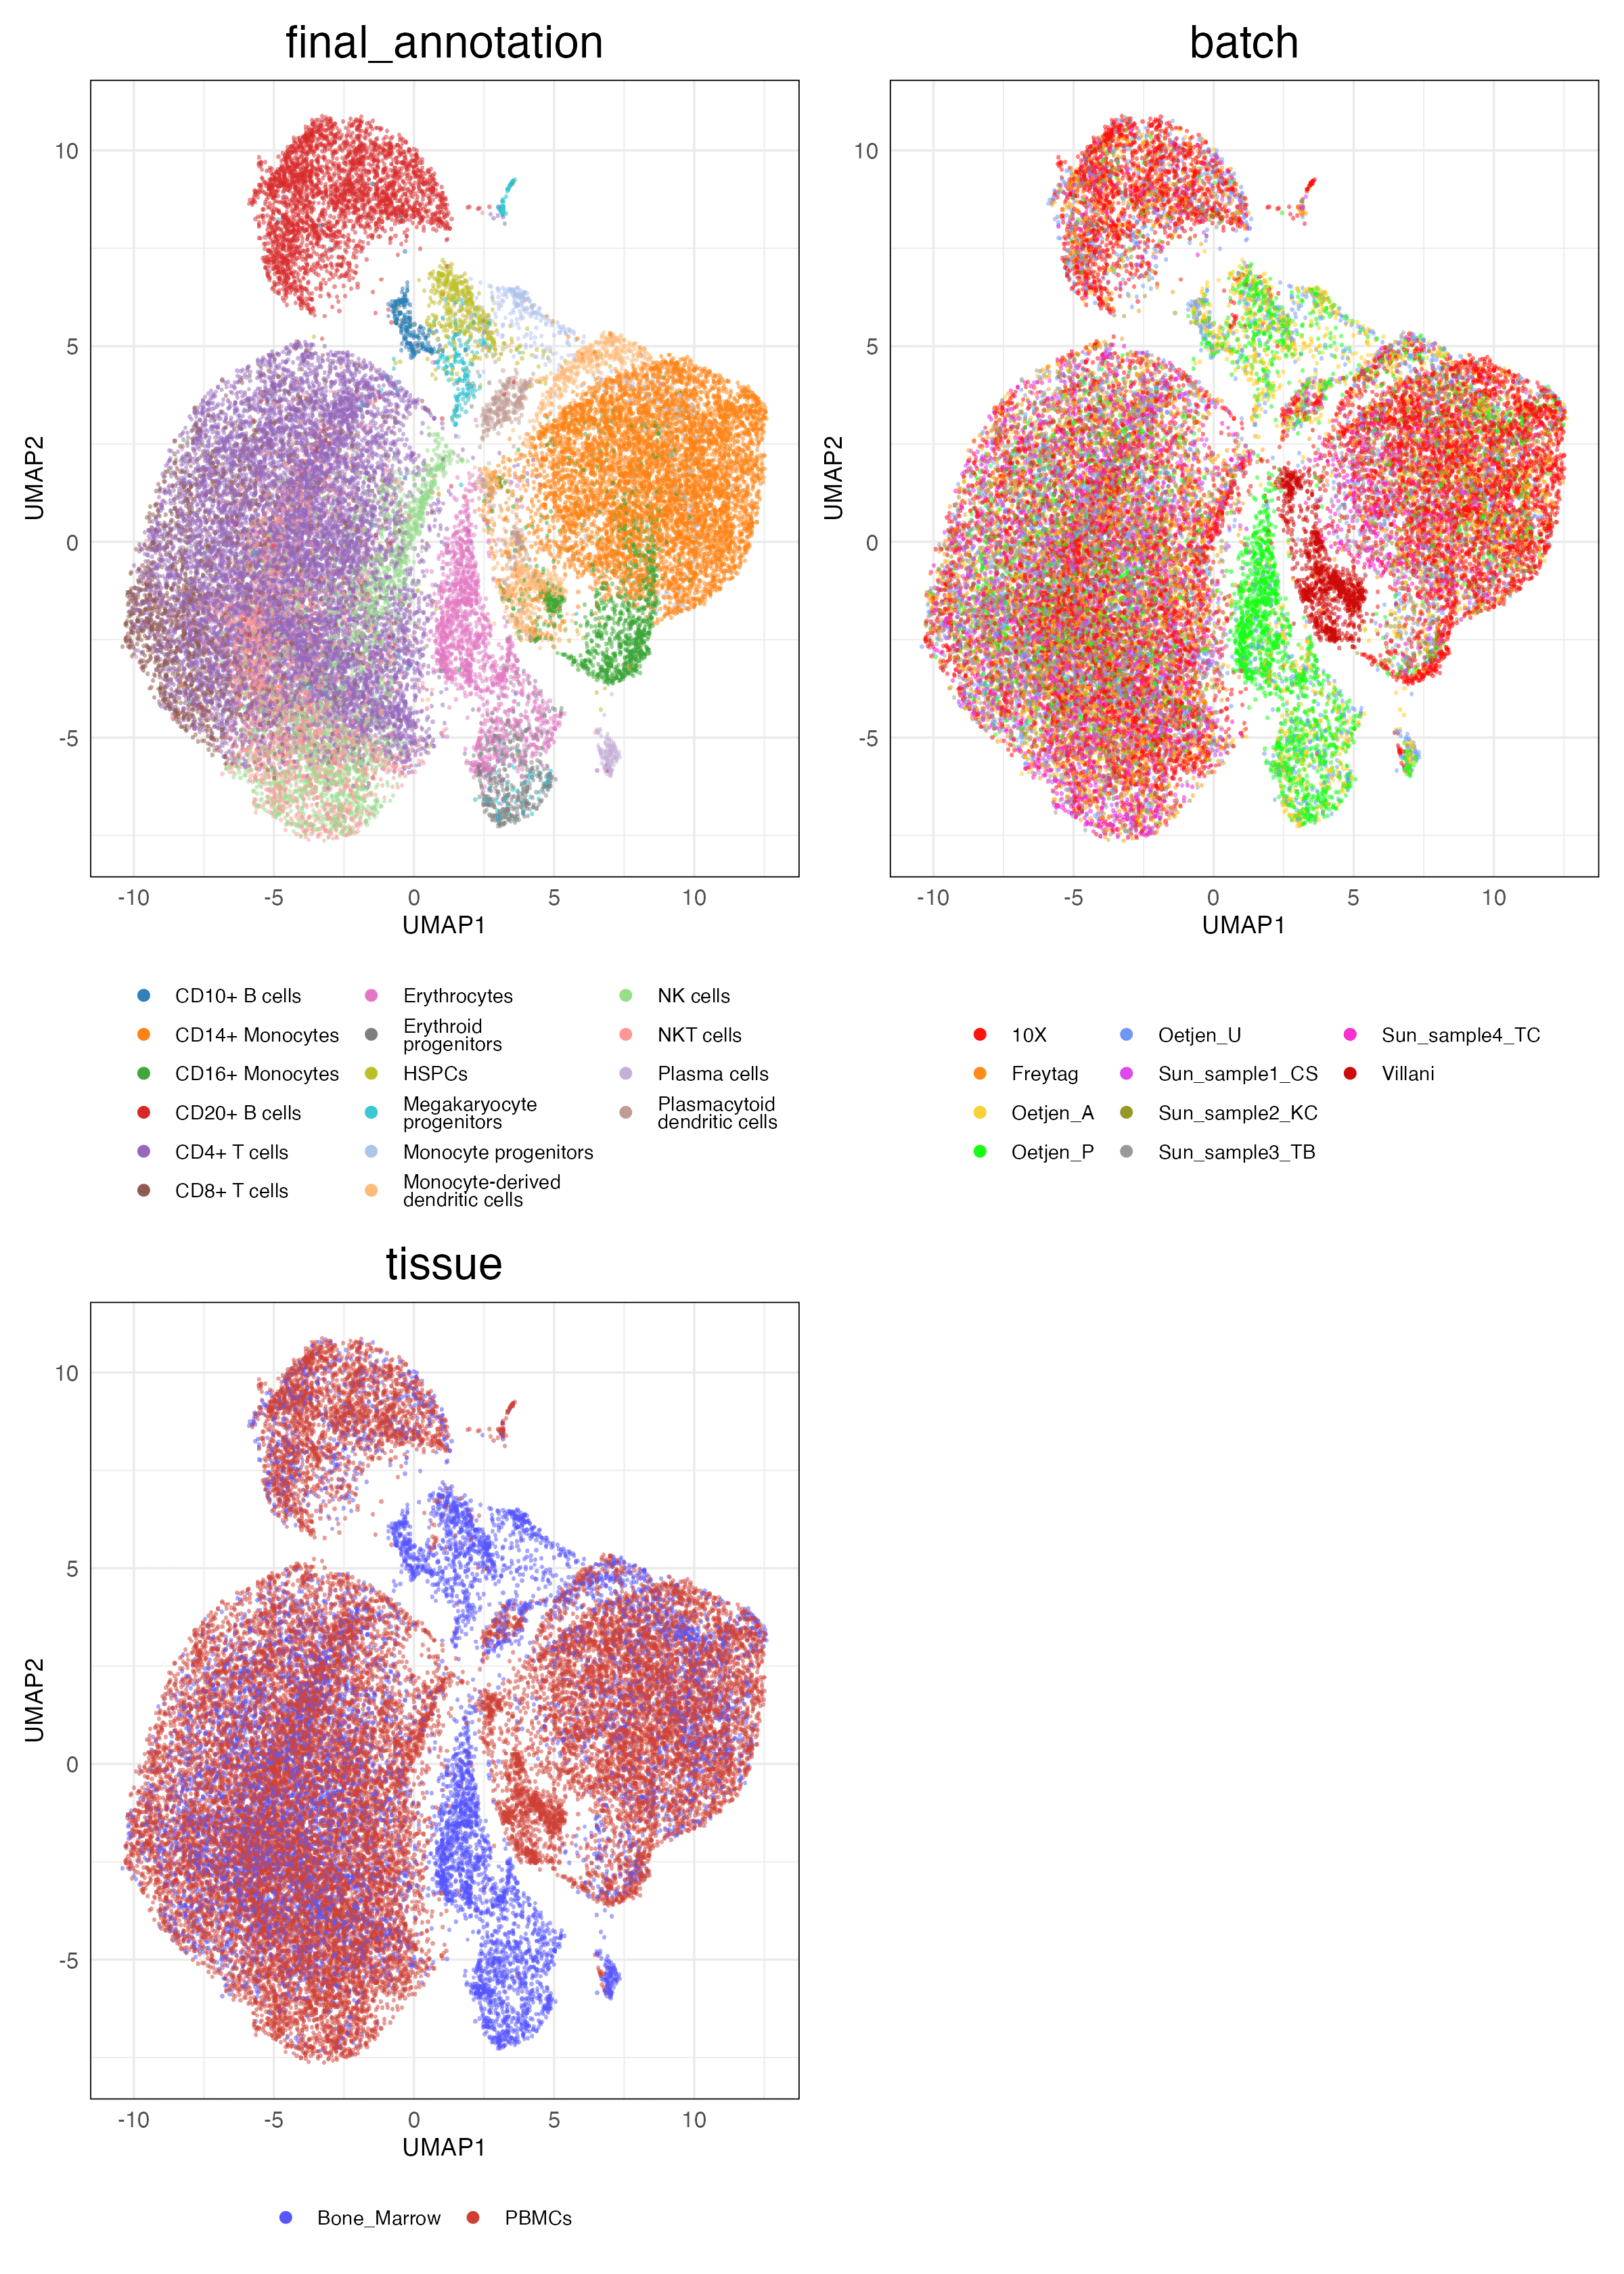 final_annotation
UMAP2
10
5
0
-5
-10
-5
0
5
10
UMAP1
CD10+ B cells
CD14+ Monocytes
CD16+ Monocytes
CD20+ B cells
CD4+ T cells
CD8+ T cells
Erythrocytes
Erythroid
progenitors
HSPCs
Megakaryocyte
progenitors
Monocyte progenitors
Monocyte-derived
dendritic cells
NK cells
NKT cells
Plasma cells
Plasmacytoid
dendritic cells
batch
UMAP2
10
5
0
-5
-10
-5
0
5
10
UMAP1
10X
Freytag
Oetjen_A
Oetjen_P
Oetjen_U
Sun_sample1_CS
Sun_sample2_KC
Sun_sample3_TB
Sun_sample4_TC
Villani
tissue
UMAP2
10
5
0
-5
-10
-5
0
5
10
UMAP1
Bone_Marrow
PBMCs